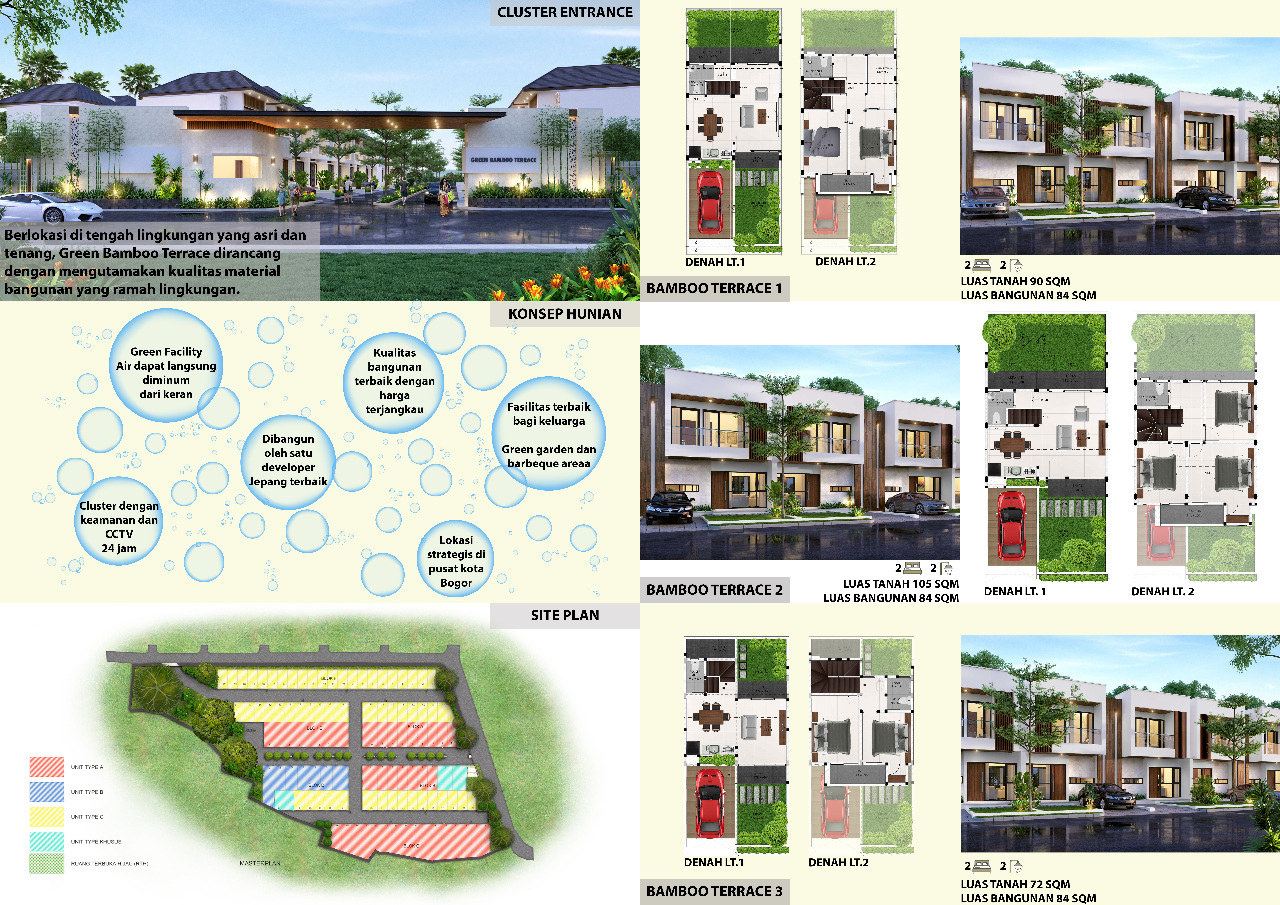 CLUSTER ENTRANCE
GREEN BAMBOO TERRACE
Berlokasi di tengah lingkungan yang asri dan
tenang, Green Bamboo Terrace dirancang
dengan mengutamakan kualitas material
bangunan yang ramah lingkungan.
DENAH LT.1
DENAH LT.2
BAMBOO TERRACE 1
2 2
LUAS TANAH 90 SQM
LUAS BANGUNAN 84 SQM
KONSEP HUNIAN
Green Facility
Air dapat langsung
diminum
dari keran
Kualitas
bangunan
terbaik dengan
harga
terjangkau
Fasilitas terbaik
bagi keluarga
Green garden dan
barbeque areaa
Dibangun
oleh satu
developer
Jepang terbaik
Cluster dengan
keamanan dan
CCTV
24 jam
Lokasi
strategis di
pusat kota
Bogor
BAMBOO TERRACE 2
2 2
LUAS TANAH 105 SQM
LUAS BANGUNAN 84 SQM
DENAH LT. 1
DENAH LT. 2
SITE PLAN
UNIT TYPE A
UNIT TYPE B
UNIT TYPE C
UNIT TYPE KHUSUS
RUANG TERBUKA HIJAU (RTH)
MASTERPLAN
DENAH LT.1
DENAH LT.2
BAMBOO TERRACE 3
2 2
LUAS TANAH 72 SQM
LUAS BANGUNAN 84 SQM